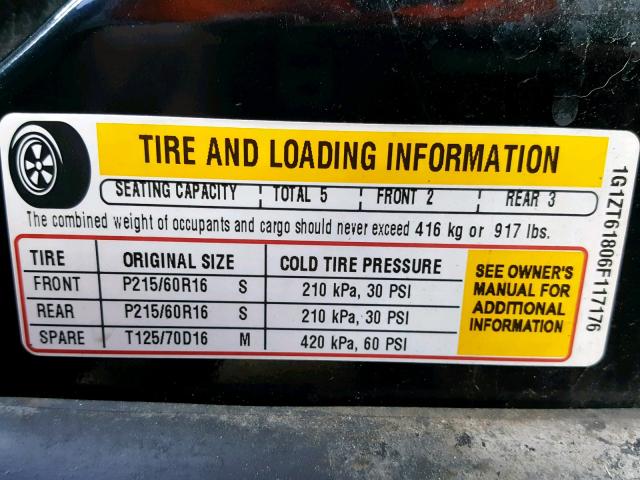 TIRE AND LOADING INFORMATION
SEATING CAPACITY TOTAL 5 FRONT 2 REAR 3
The combined weight of occupants and cargo should never exceed 416 kg or 917 lbs.
TIRE ORIGINAL SIZE COLD TIRE PRESSURE
FRONT P215/60R16 S 210 kPa, 30 PSI
REAR P215/60R16 S 210 kPa, 30 PSI
SPARE T125/70D16 M 420 kPa, 60 PSI
SEE OWNER'S
MANUAL FOR
ADDITIONAL
INFORMATION
1G1ZT61806F117176